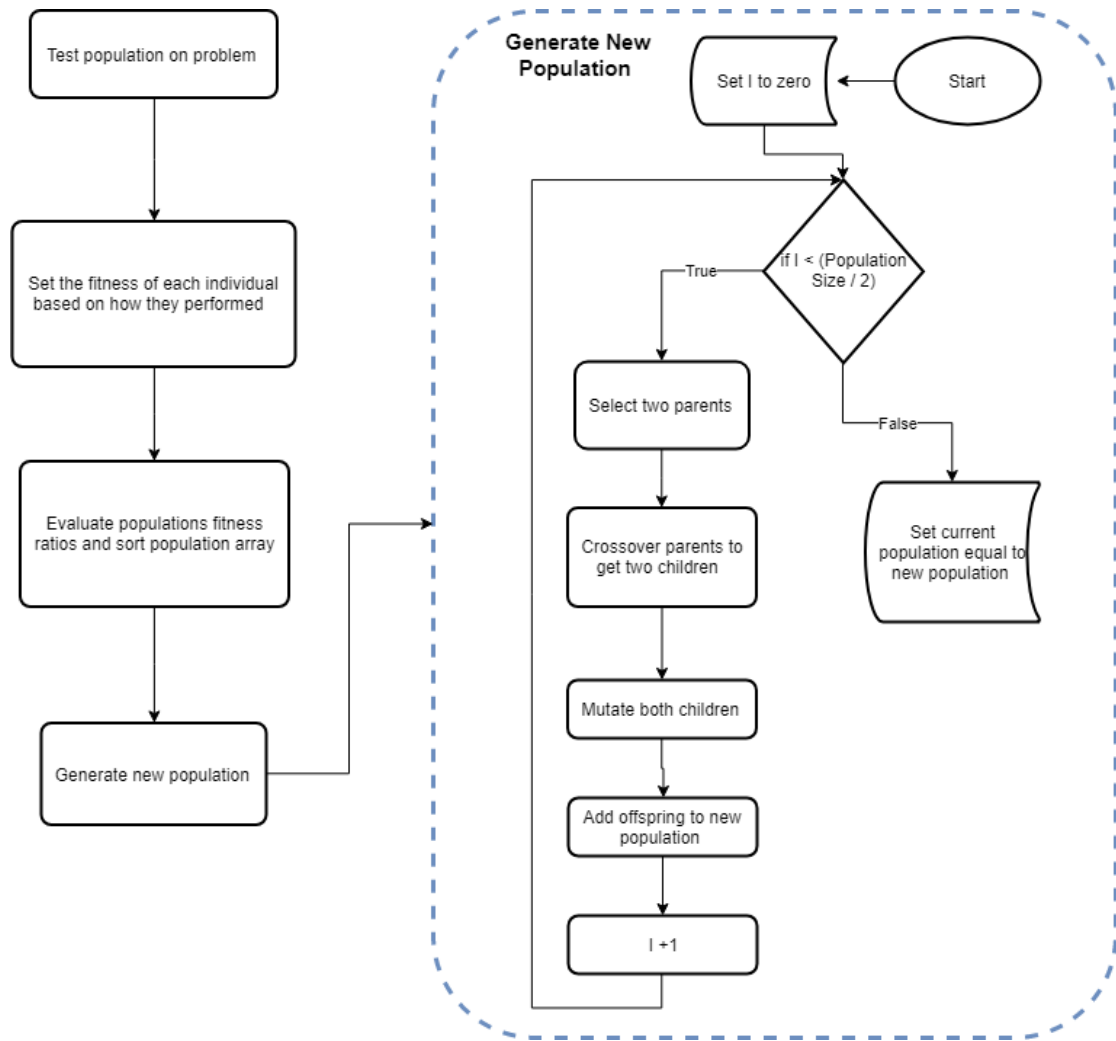 Test population on problem
Set the fitness of each individual
based on how they performed
Evaluate populations fitness
ratios and sort population array
Generate new population
Generate New
Population
Set I to zero
Start
if I < (Population
Size / 2)
True
False
Select two parents
Crossover parents to
get two children
Mutate both children
Add offspring to new
population
I +1
Set current
population equal to
new population